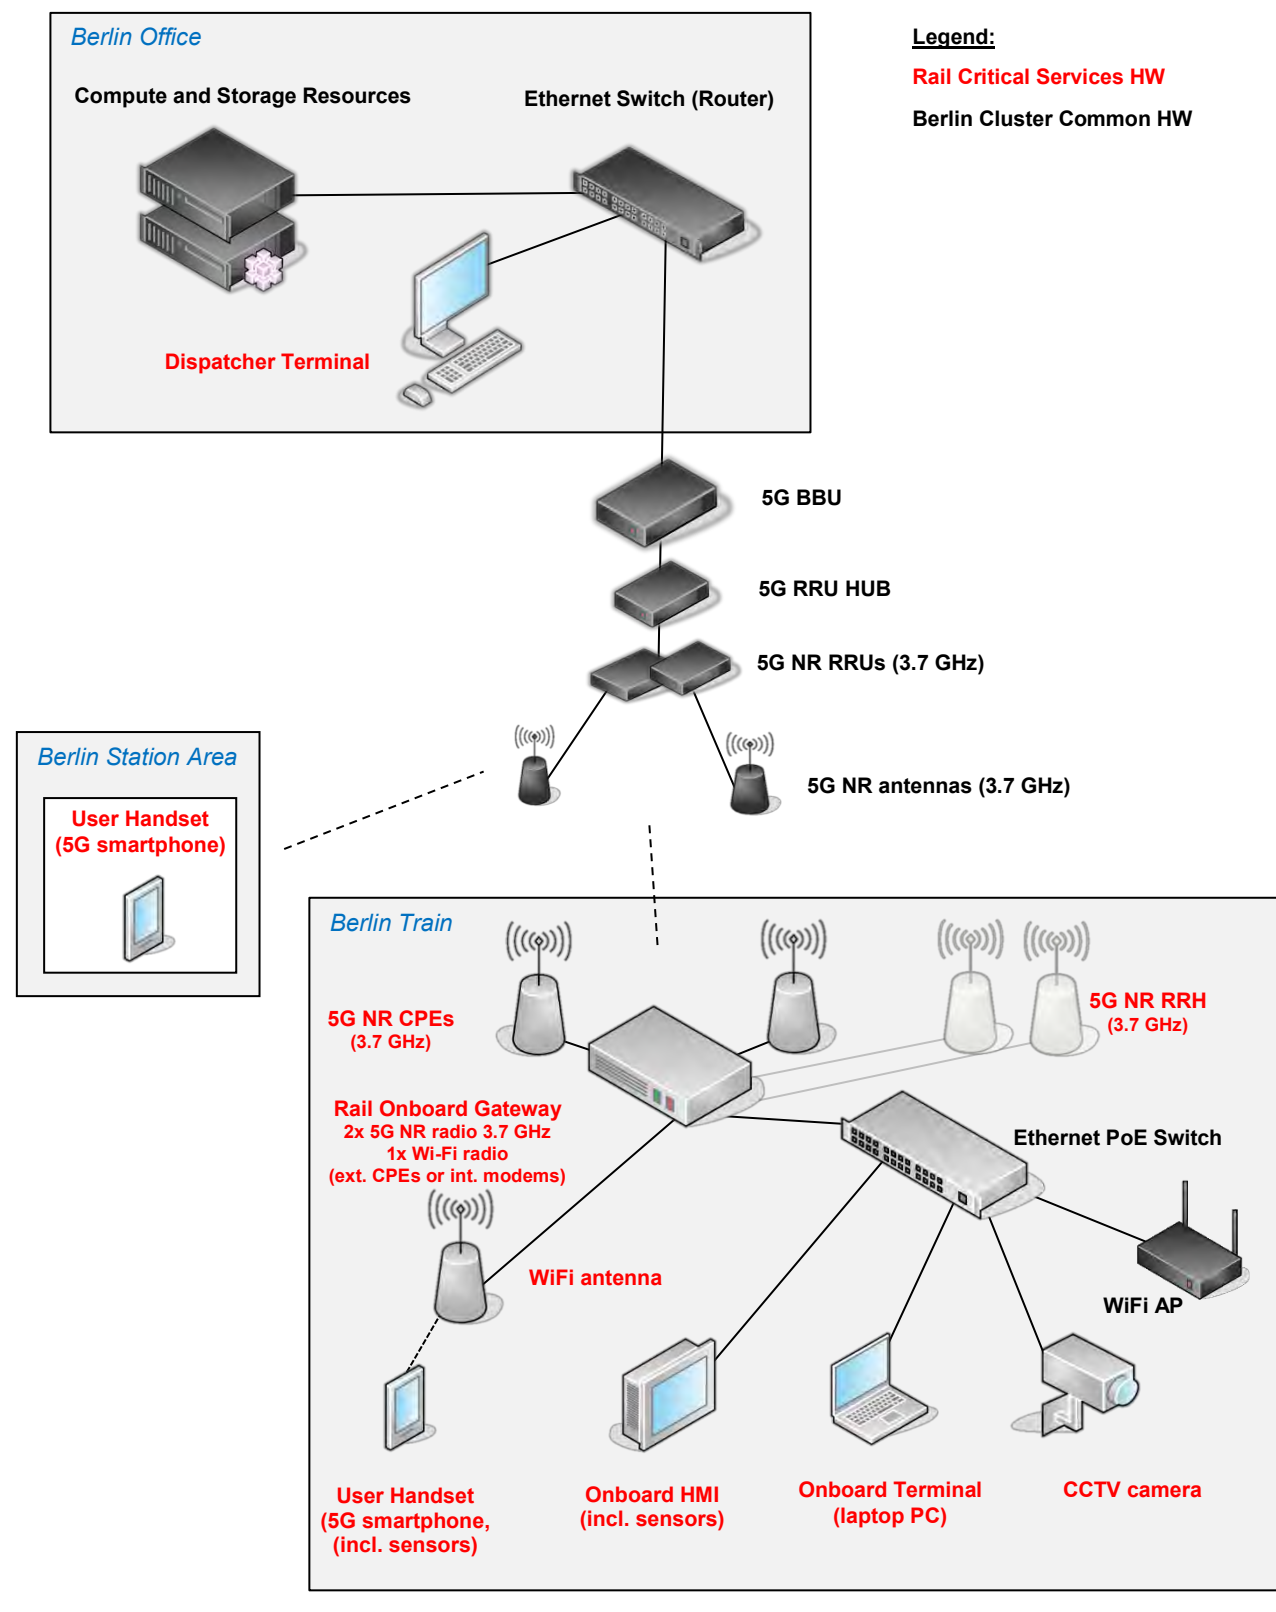 Berlin Office
Compute and Storage Resources
Ethernet Switch (Router)
Dispatcher Terminal
Legend:
Rail Critical Services HW
Berlin Cluster Common HW
5G BBU
5G RRU HUB
5G NR RRUs (3.7 GHz)
5G NR antennas (3.7 GHz)
Berlin Station Area
User Handset
(5G smartphone)
Berlin Train
5G NR CPEs
(3.7 GHz)
5G NR RRH
(3.7 GHz)
Rail Onboard Gateway
2x 5G NR radio 3.7 GHz
1x Wi-Fi radio
(ext. CPEs or int. modems)
Ethernet PoE Switch
WiFi antenna
WiFi AP
User Handset
(5G smartphone,
(incl. sensors)
Onboard HMI
(incl. sensors)
Onboard Terminal
(laptop PC)
CCTV camera